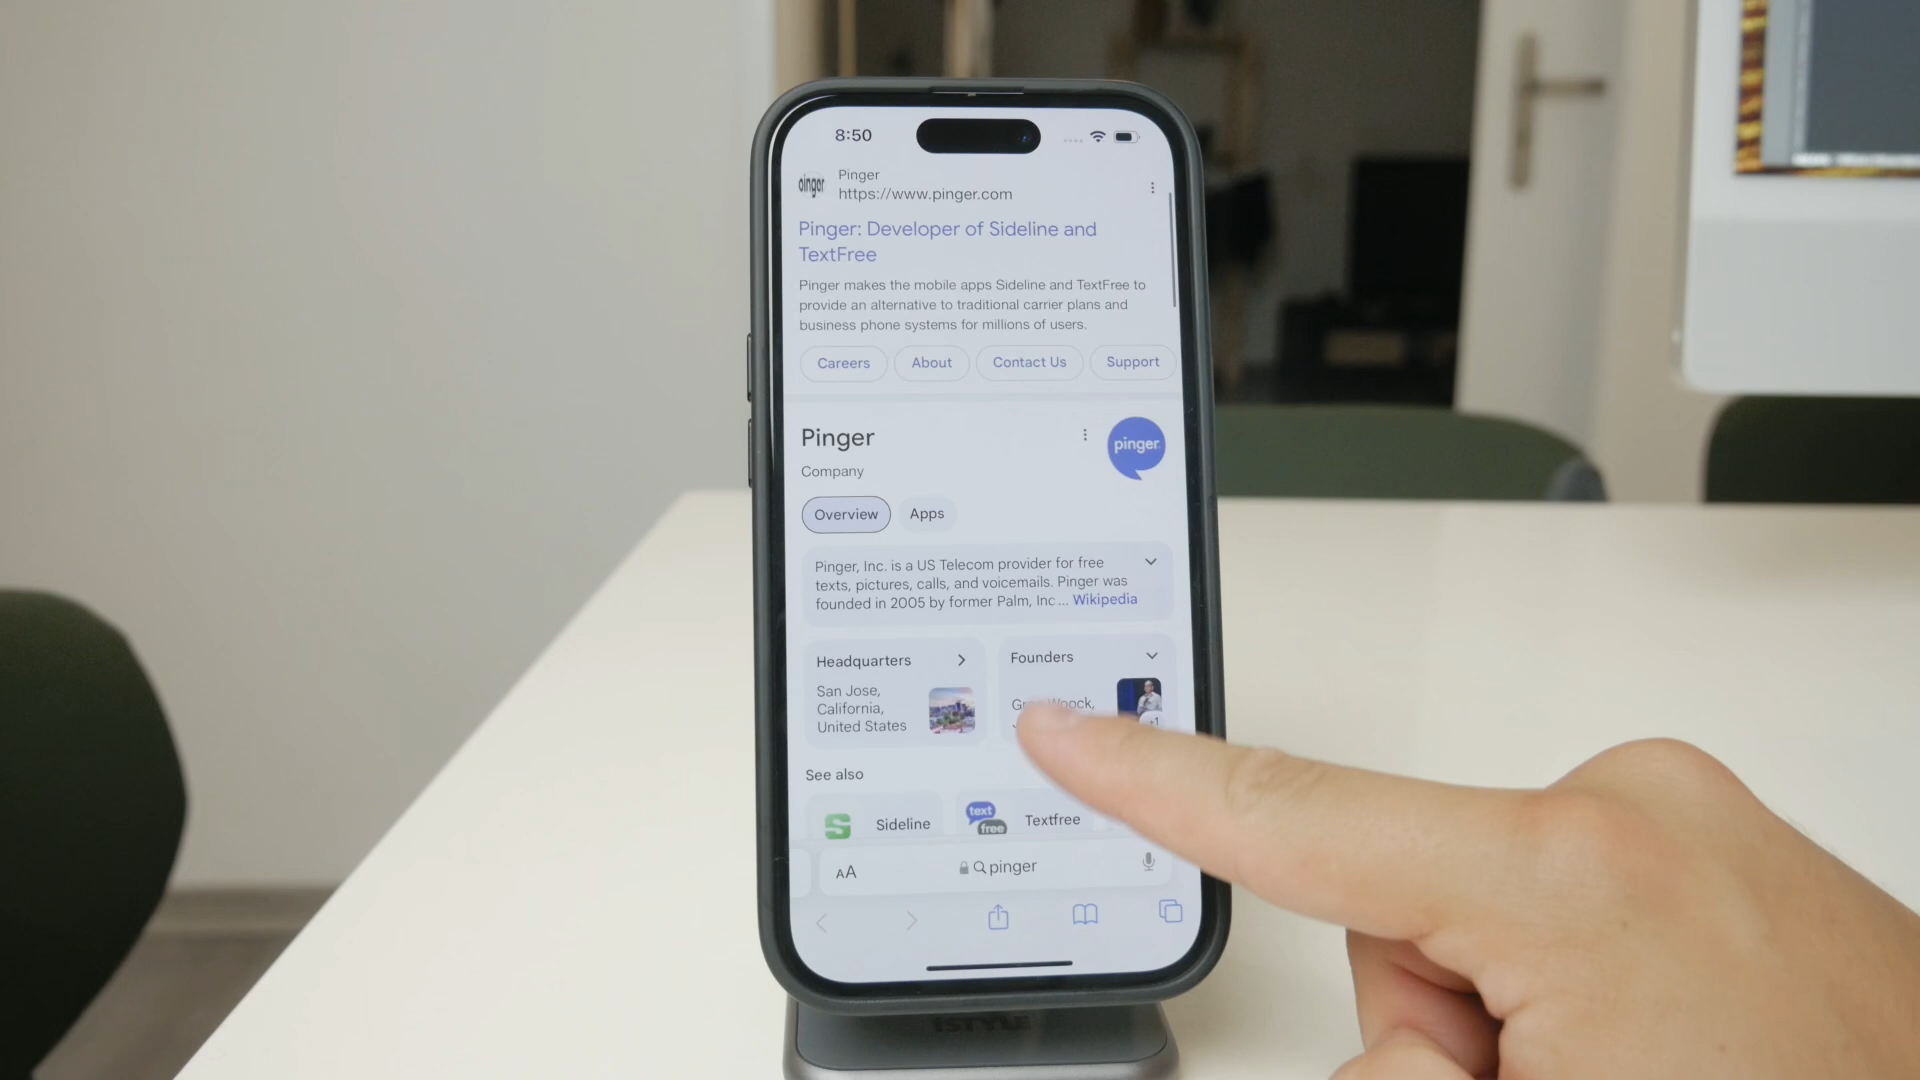 8:50
pinger
Pinger
https://www.pinger.com
Pinger: Developer of Sideline and
TextFree
Pinger makes the mobile apps Sideline and TextFree to
provide an alternative to traditional carrier plans and
business phone systems for millions of users.
Careers
About
Contact Us
Support
Pinger
Company
pinger
Overview
Apps
Pinger, Inc. is a US Telecom provider for free
texts, pictures, calls, and voicemails. Pinger was
founded in 2005 by former Palm, Inc ... Wikipedia
Headquarters
San Jose,
California,
United States
Founders
Woock,
+1
See also
Sideline
text
free
Textfree
AA
pinger
iSTYLE